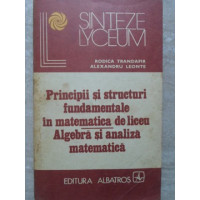 SINTEZE
LYCEUM
RODICA TRANDAFIR
ALEXANDRU LEONTE
Principii si structuri
fundamentale
în matematica de liceu
Algebră și analiză
matematică
EDITURA ALBATROS